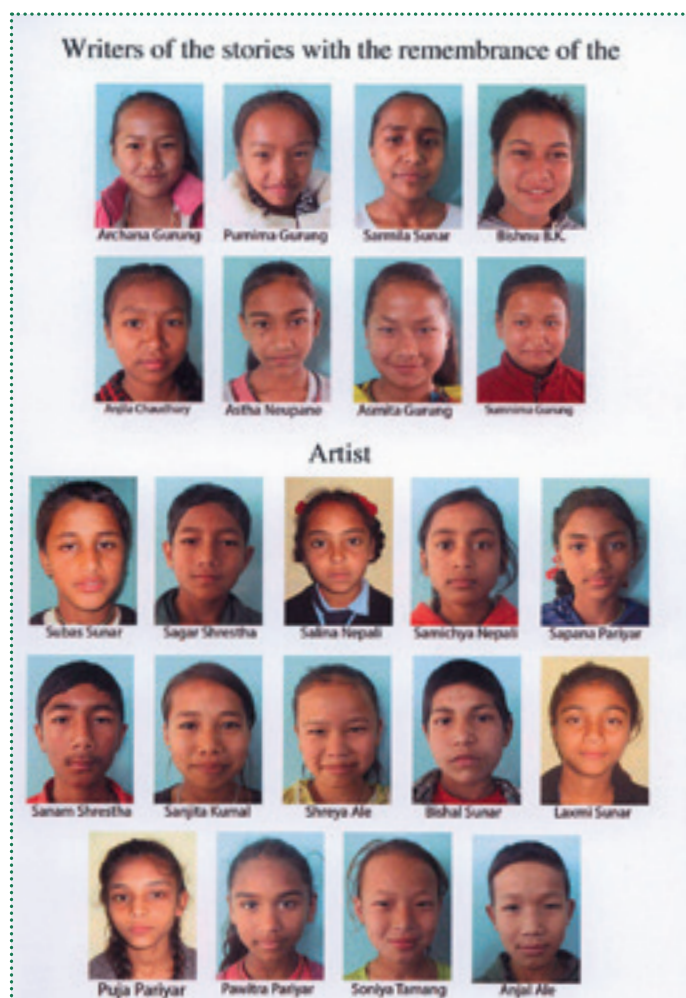 Writers of the stories with the remembrance of the
Archana Gurung Purnima Gurung Sarmila Sunar Bishnu B.K.
Anjila Chaudhary Astha Neupane Asmita Gurung Sumnima Gurung
Artist
Subas Sunar Sagar Shrestha Salina Nepali Samichya Nepali Sapana Pariyar
Sanam Shrestha Sanjita Kumal Shreya Ale Bishal Sunar Laxmi Sunar
Puja Pariyar Pawitra Pariyar Soniya Tamang Anjal Ale